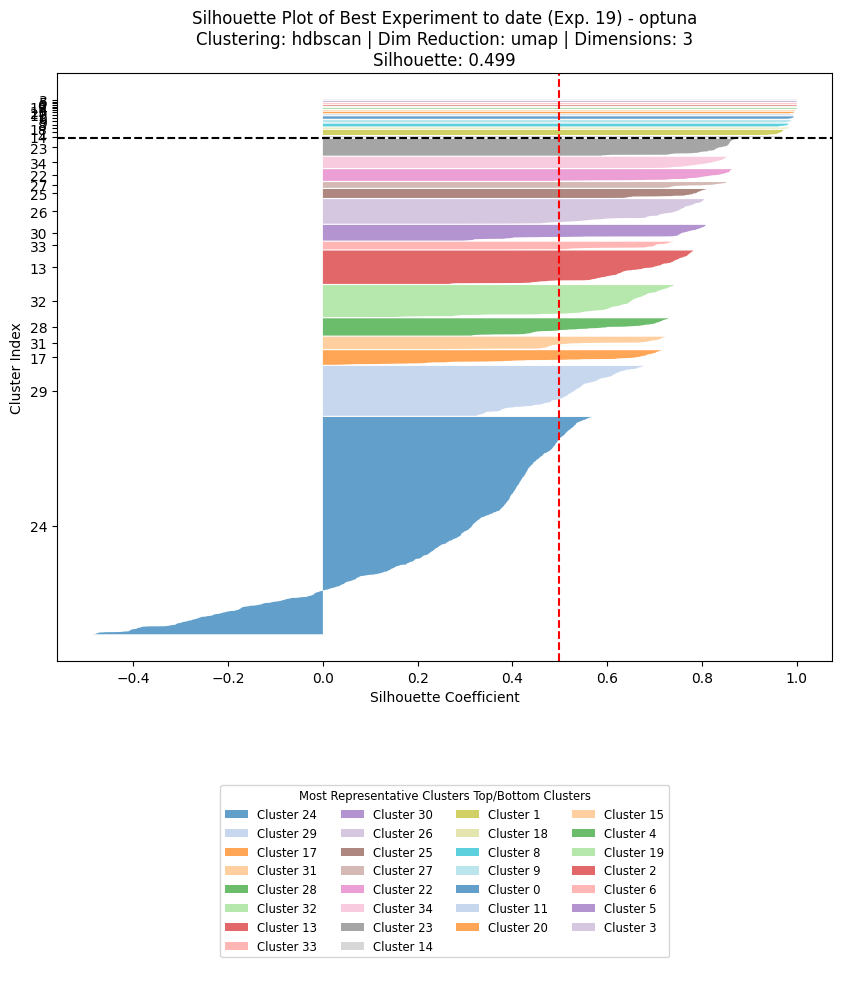 Silhouette Plot of Best Experiment to date (Exp. 19) - optuna
Clustering: hdbscan | Dim Reduction: umap | Dimensions: 3
Silhouette: 0.499
14
23
34
22
27
25
26
30
33
13
32
28
31
17
29
24
Cluster Index
−0.4 −0.2 0.0 0.2 0.4 0.6 0.8 1.0
Silhouette Coefficient
Most Representative Clusters Top/Bottom Clusters
Cluster 24 Cluster 30 Cluster 1 Cluster 15
Cluster 29 Cluster 26 Cluster 18 Cluster 4
Cluster 17 Cluster 25 Cluster 8 Cluster 19
Cluster 31 Cluster 27 Cluster 9 Cluster 2
Cluster 28 Cluster 22 Cluster 0 Cluster 6
Cluster 32 Cluster 34 Cluster 11 Cluster 5
Cluster 13 Cluster 23 Cluster 20 Cluster 3
Cluster 33 Cluster 14